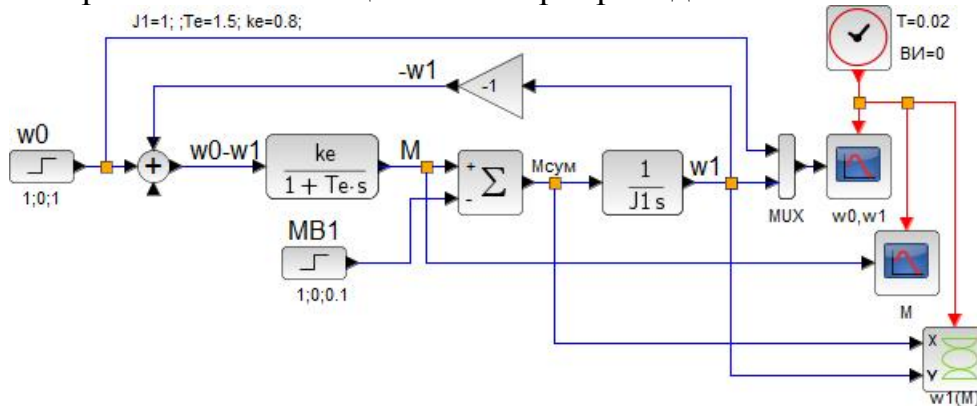 J1=1; ;Te=1.5; ke=0.8;
T=0.02
ВИ=0
-w1
-1
w0
1;0;1
+
w0-w1
ke
1 + Te·s
M
+
-
Σ
Mсум
1
J1s
w1
MUX
w0,w1
MB1
1;0;0.1
M
X
Y
w1(M)